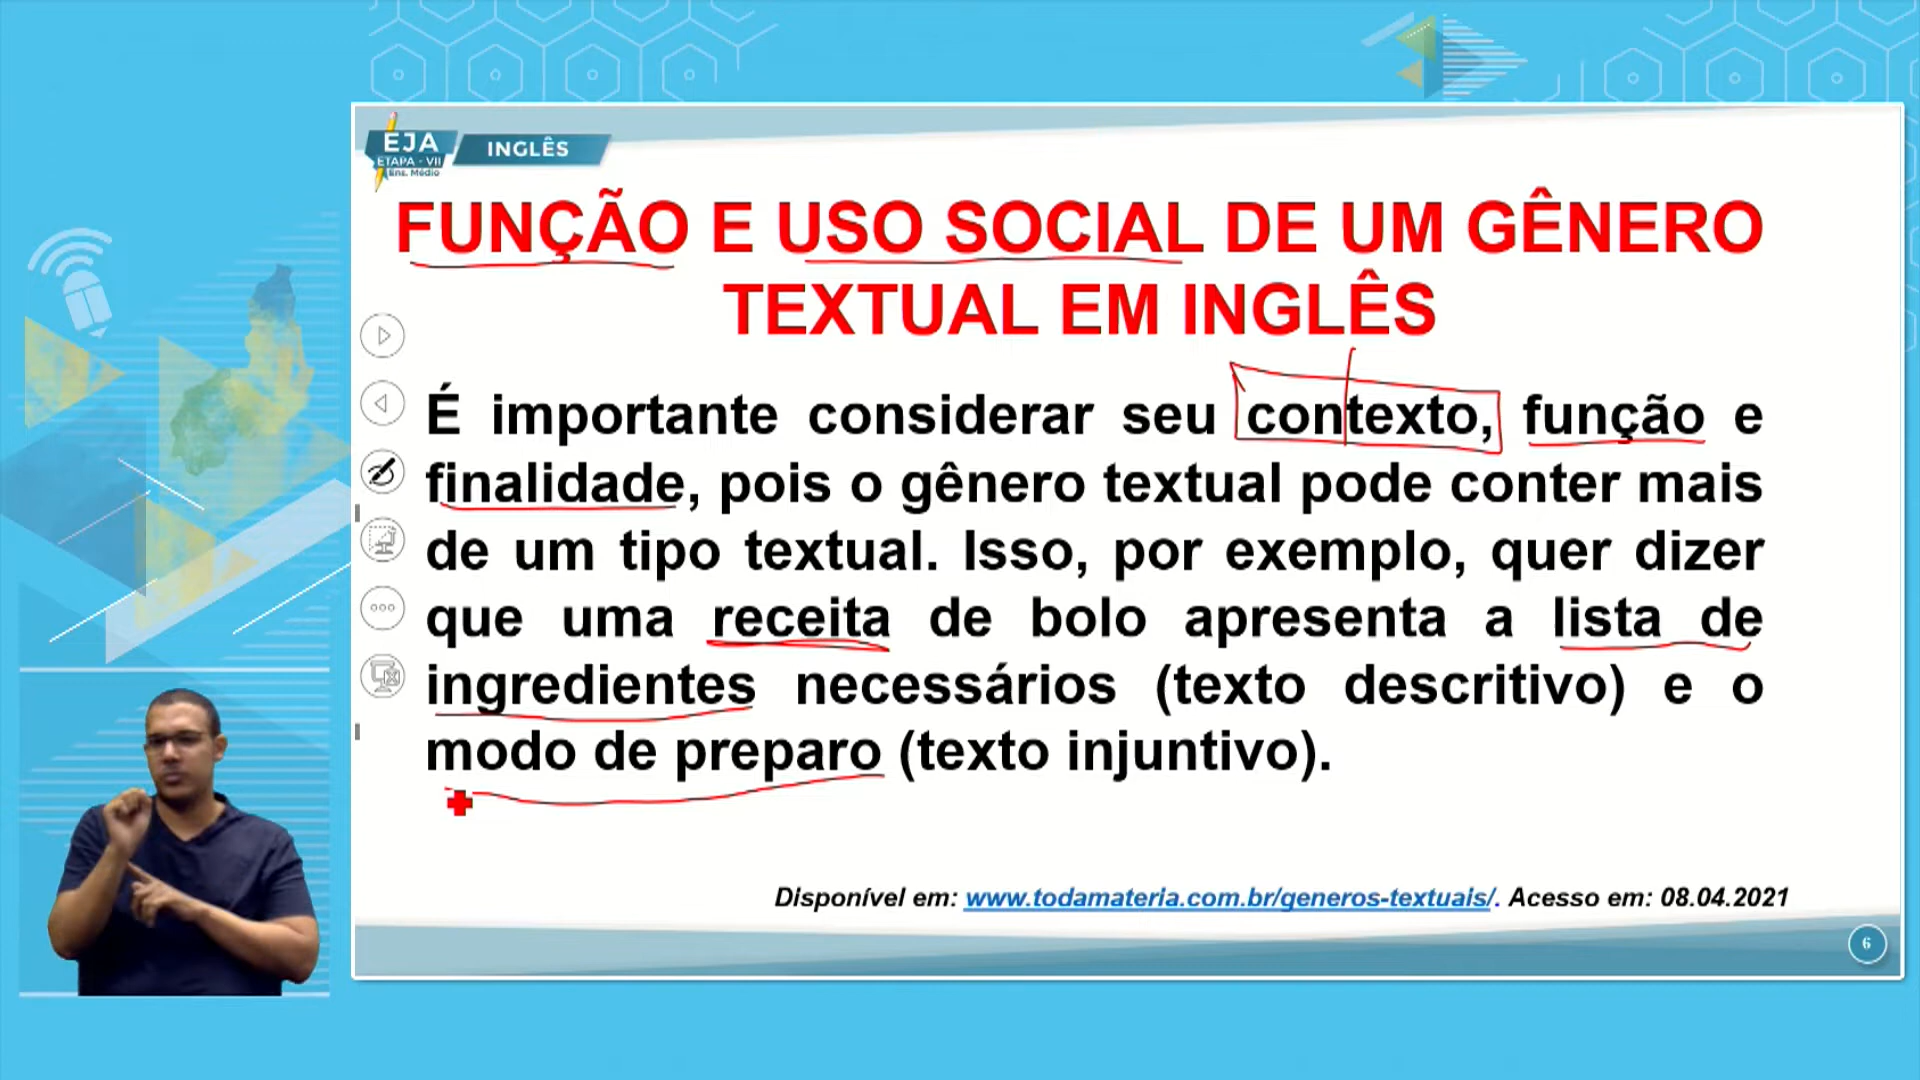 EJA
ETAPA - VII
Ens. Médio
INGLÊS
FUNÇÃO E USO SOCIAL DE UM GÊNERO
TEXTUAL EM INGLÊS
É importante considerar seu contexto, função e
finalidade, pois o gênero textual pode conter mais
de um tipo textual. Isso, por exemplo, quer dizer
que uma receita de bolo apresenta a lista de
ingredientes necessários (texto descritivo) e o
modo de preparo (texto injuntivo).
Disponível em: www.todamateria.com.br/generos-textuais/. Acesso em: 08.04.2021
6